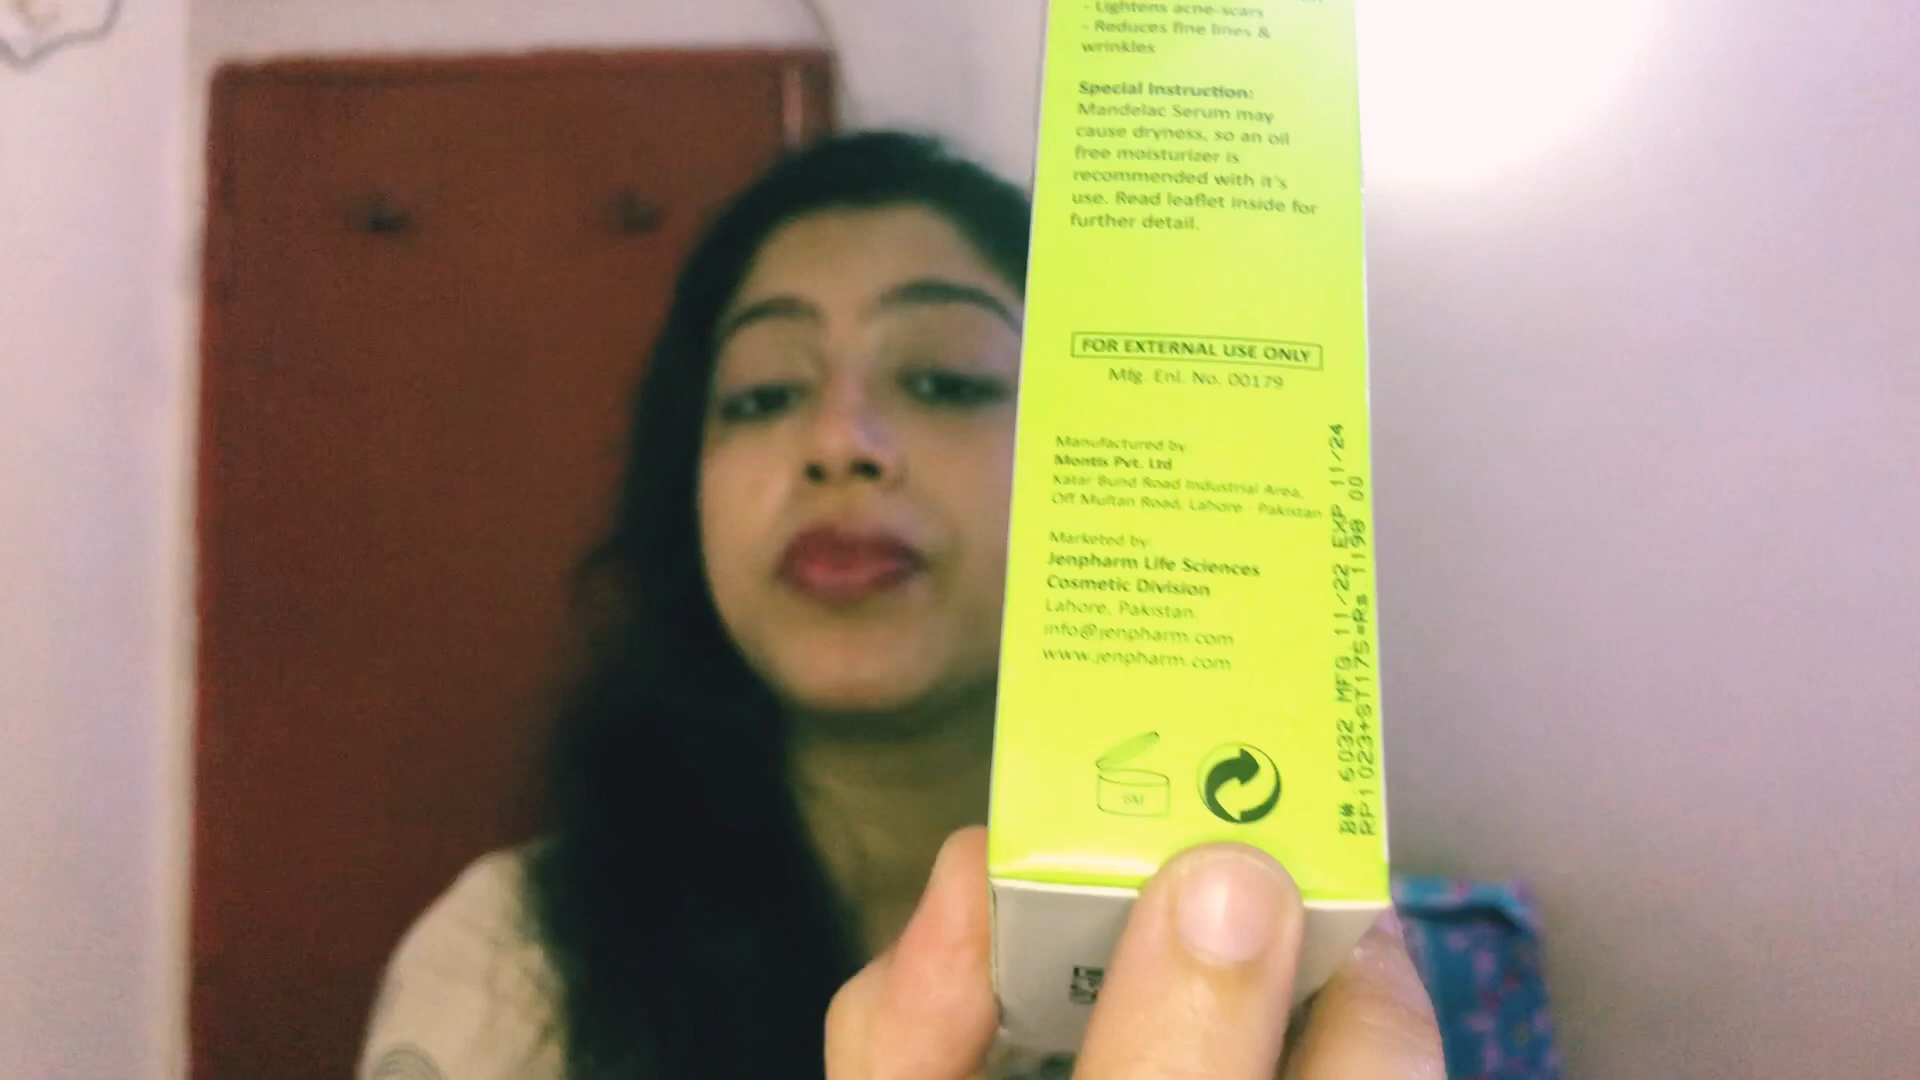 - Lightens acne-scars
- Reduces fine lines &
wrinkles
Special Instruction:
Mandelac Serum may
cause dryness, so an oil
free moisturizer is
recommended with it's
use. Read leaflet inside for
further detail.
FOR EXTERNAL USE ONLY
Mfg. Enl. No. 00179
Manufactured by
Montis Pvt. Ltd
Katar Bund Road Industrial Area,
Off Multan Road, Lahore Pakistan
Marketed by:
Jenpharm Life Sciences
Cosmetic Division
Lahore, Pakistan.
info@jenpharm.com
www.jenpharm.com
6M
B# 6032 MFG 11/22 EXP 11/24
RP1023+ST175=Rs.1198 00